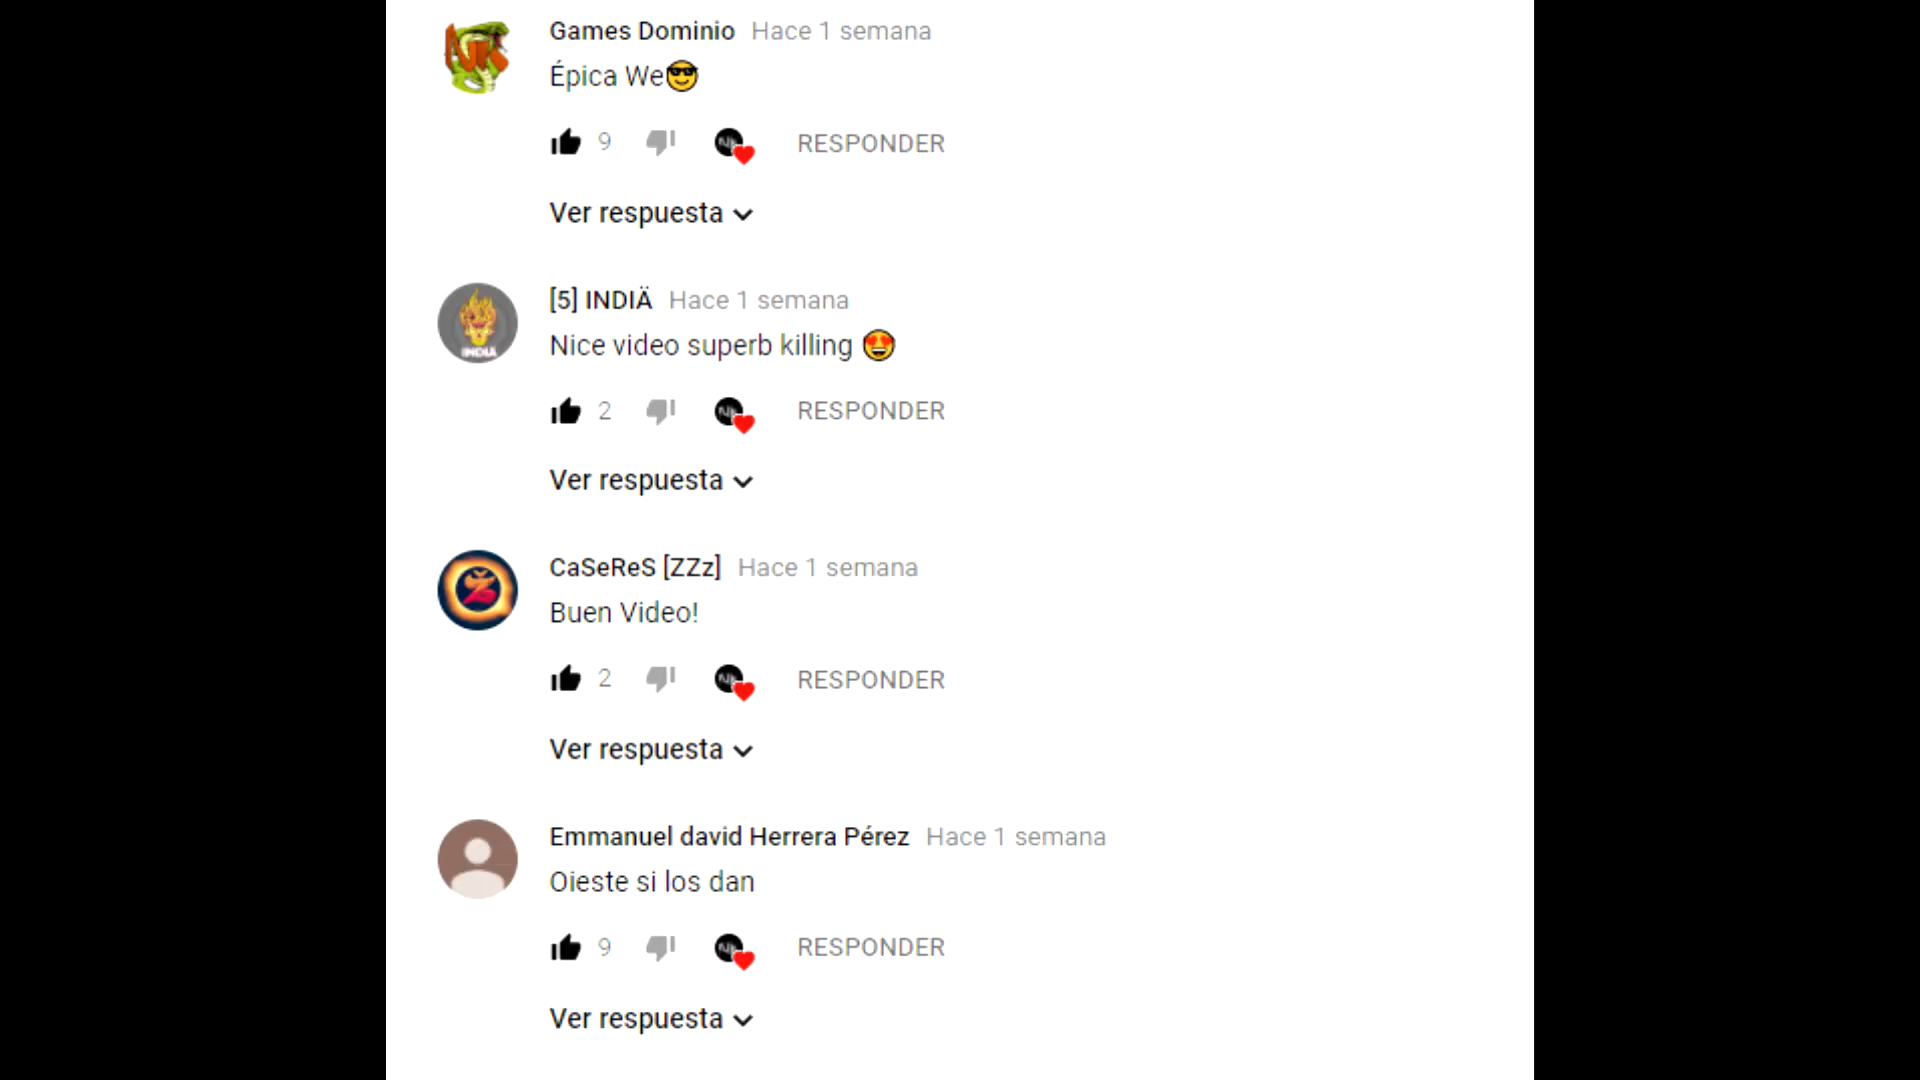 Games Dominio Hace 1 semana
Épica We😎
9 RESPONDER
Ver respuesta
[5] INDIÄ Hace 1 semana
Nice video superb killing 😍
INDIA
2 RESPONDER
Ver respuesta
CaSeReS [ZZz] Hace 1 semana
Buen Video!
2 RESPONDER
Ver respuesta
Emmanuel david Herrera Pérez Hace 1 semana
Oieste si los dan
9 RESPONDER
Ver respuesta